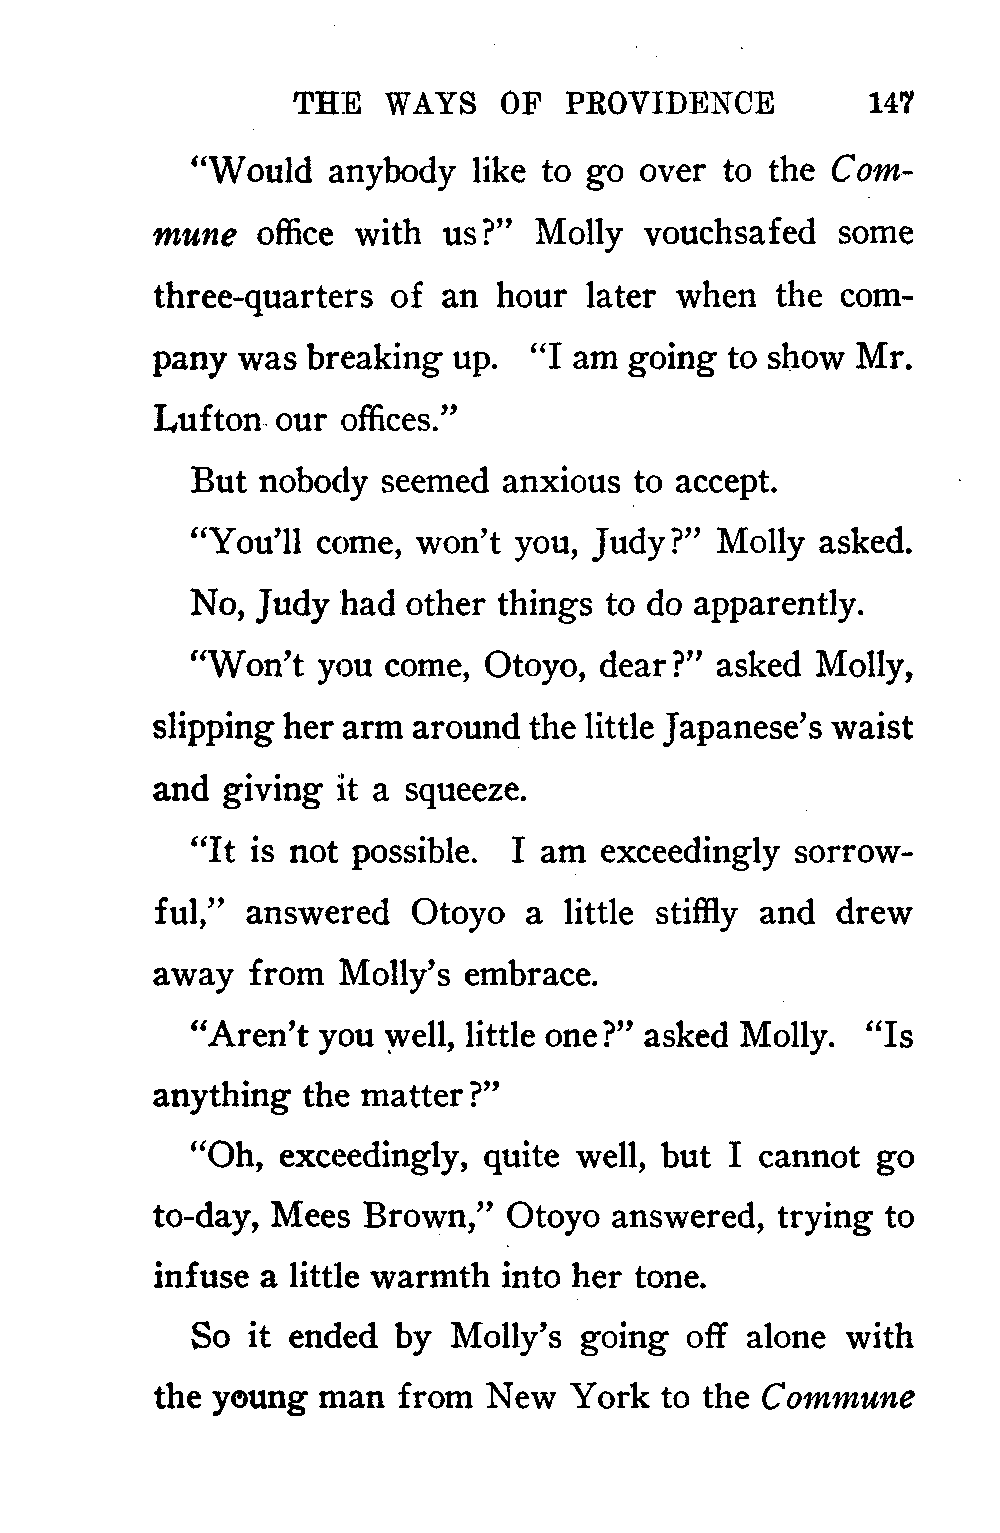 THE WAYS OF PROVIDENCE 147
“Would anybody like to go over to the Com-
mune office with us?” Molly vouchsafed some
three-quarters of an hour later when the com-
pany was breaking up. “I am going to show Mr.
Lufton our offices.”
But nobody seemed anxious to accept.
“You’ll come, won’t you, Judy?” Molly asked.
No, Judy had other things to do apparently.
“Won’t you come, Otoyo, dear?” asked Molly,
slipping her arm around the little Japanese’s waist
and giving it a squeeze.
“It is not possible. I am exceedingly sorrow-
ful,” answered Otoyo a little stiffly and drew
away from Molly’s embrace.
“Aren’t you well, little one?” asked Molly. “Is
anything the matter?”
“Oh, exceedingly, quite well, but I cannot go
to-day, Mees Brown,” Otoyo answered, trying to
infuse a little warmth into her tone.
So it ended by Molly’s going off alone with
the young man from New York to the Commune